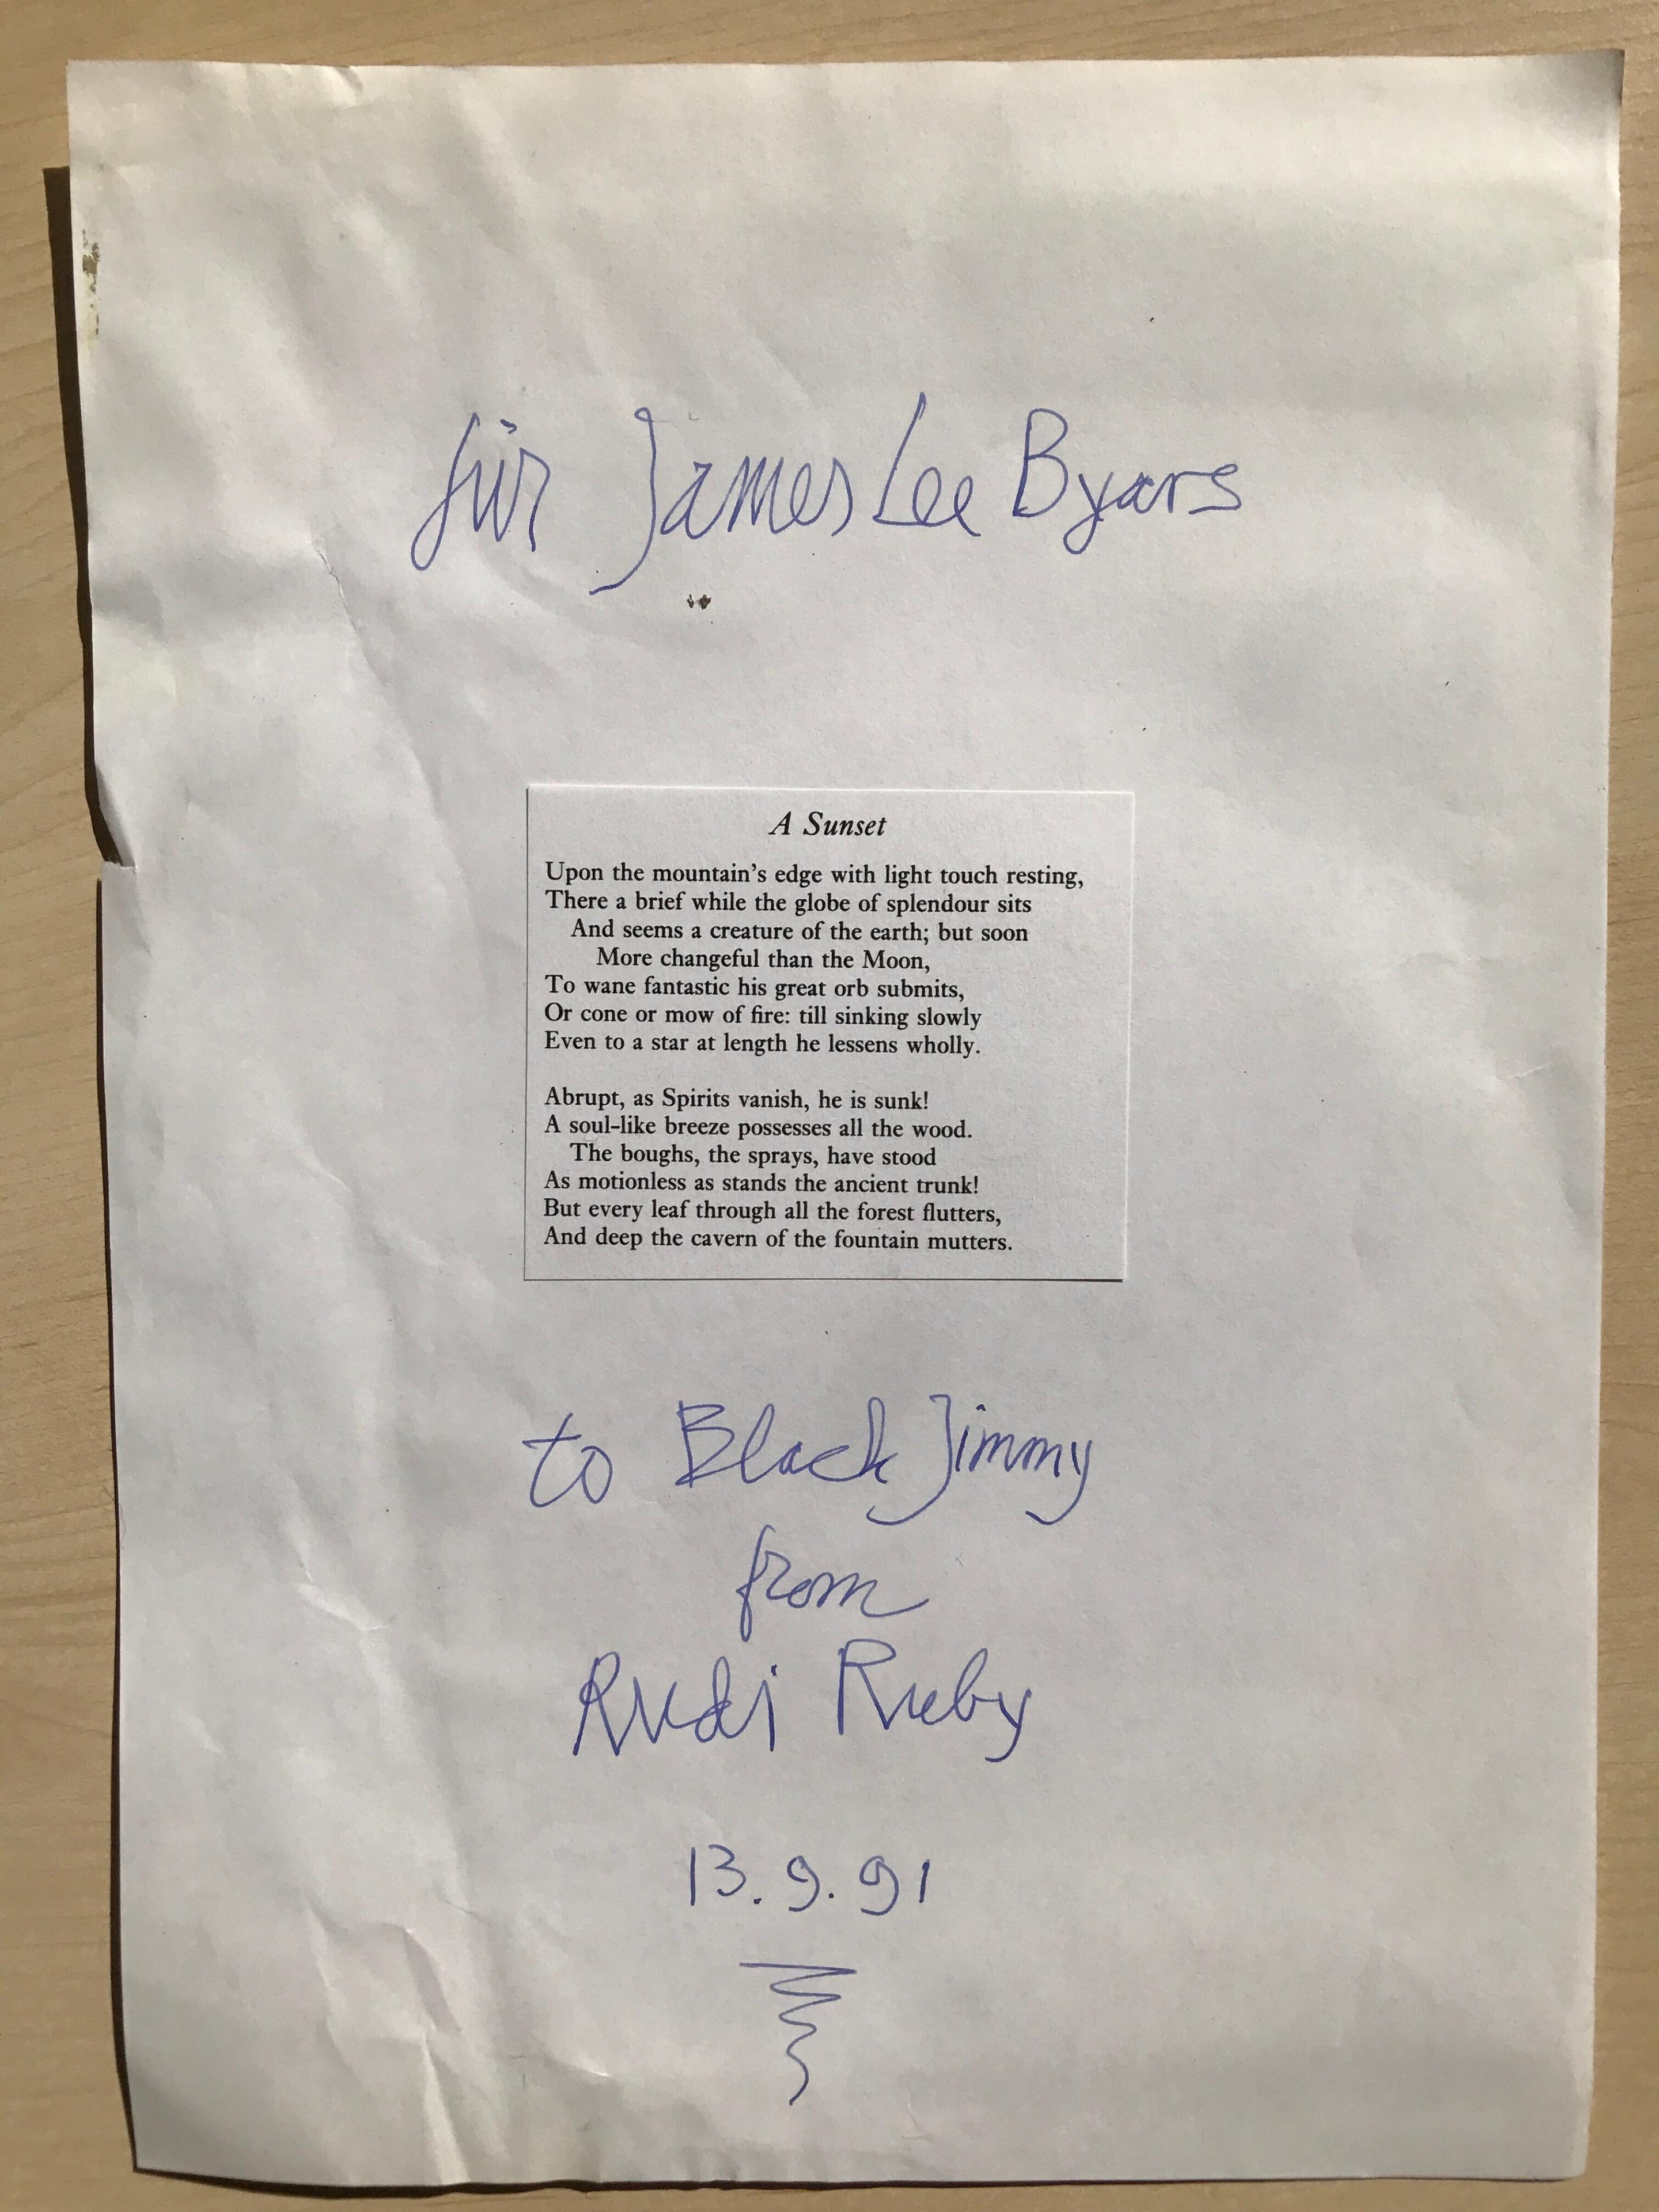 für James Lee Byars
A Sunset
Upon the mountain's edge with light touch resting,
There a brief while the globe of splendour sits
And seems a creature of the earth; but soon
More changeful than the Moon,
To wane fantastic his great orb submits,
Or cone or mow of fire: till sinking slowly
Even to a star at length he lessens wholly.
Abrupt, as Spirits vanish, he is sunk!
A soul-like breeze possesses all the wood.
The boughs, the sprays, have stood
As motionless as stands the ancient trunk!
But every leaf through all the forest flutters,
And deep the cavern of the fountain mutters.
to Black Jimmy
from
Rudi Ruby
13.9.91